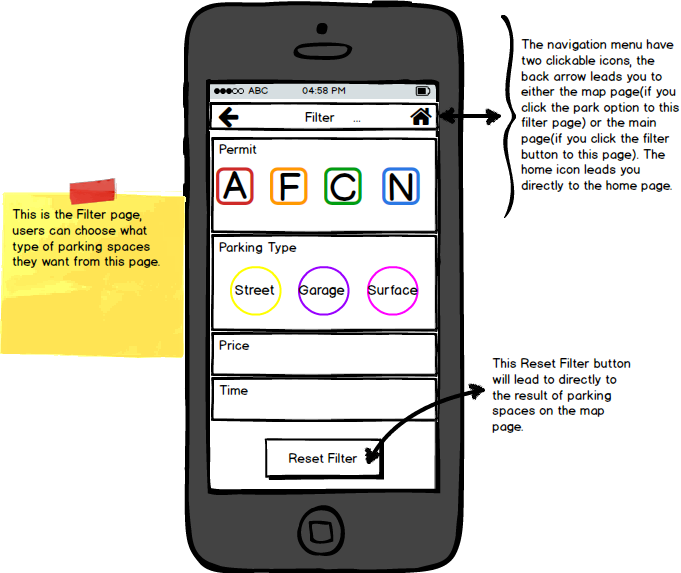 ABC 04:58 PM
Filter ...
Permit
A F C N
Parking Type
Street Garage Surface
Price
Time
Reset Filter
This is the Filter page,
users can choose what
type of parking spaces
they want from this page.
The navigation menu have
two clickable icons, the
back arrow leads you to
either the map page(if you
click the park option to this
filter page) or the main
page(if you click the filter
button to this page). The
home icon leads you
directly to the home page.
This Reset Filter button
will lead to directly to
the result of parking
spaces on the map
page.